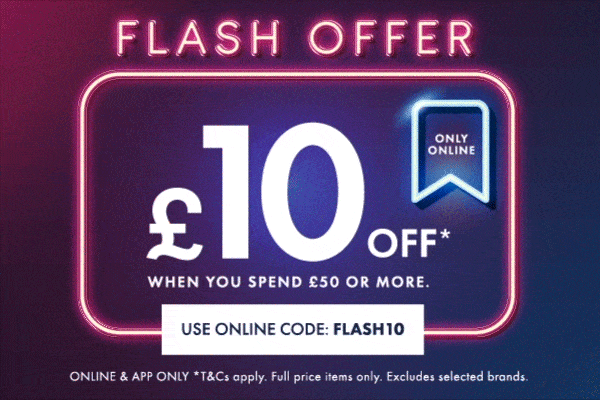 FLASH OFFER
ONLY
ONLINE
£10 OFF*
WHEN YOU SPEND £50 OR MORE.
USE ONLINE CODE: FLASH10
ONLINE & APP ONLY *T&Cs apply. Full price items only. Excludes selected brands.